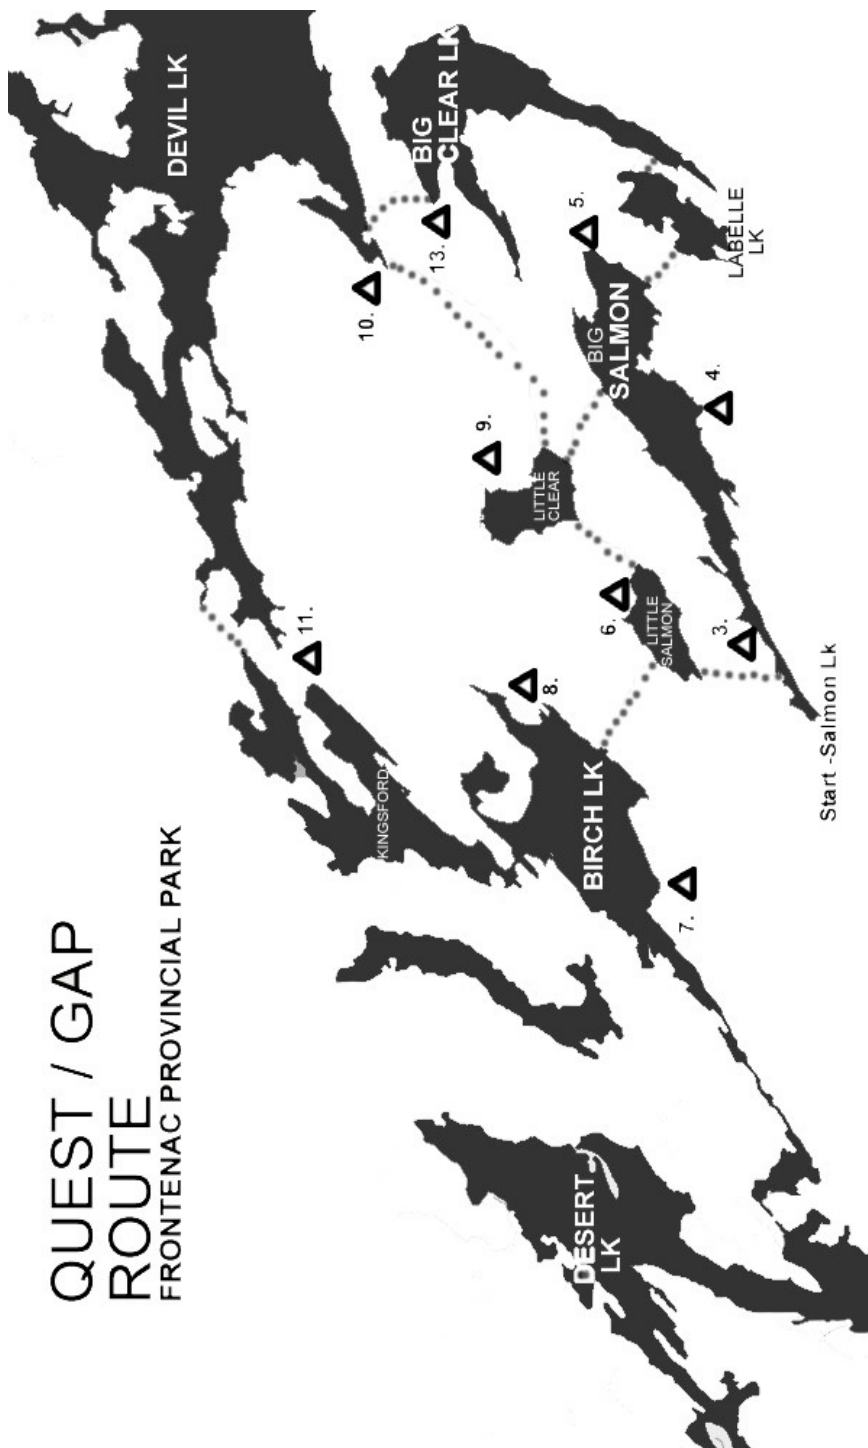 QUEST / GAP
ROUTE
FRONTENAC PROVINCIAL PARK
DEVIL LK
BIG
CLEAR LK
10.
13.
5.
LABELLE
LK
BIG
SALMON
4.
9.
LITTLE
CLEAR
11.
6.
LITTLE
SALMON
3.
8.
Start -Salmon Lk
KINGSFORD
BIRCH LK
7.
DESERT
LK